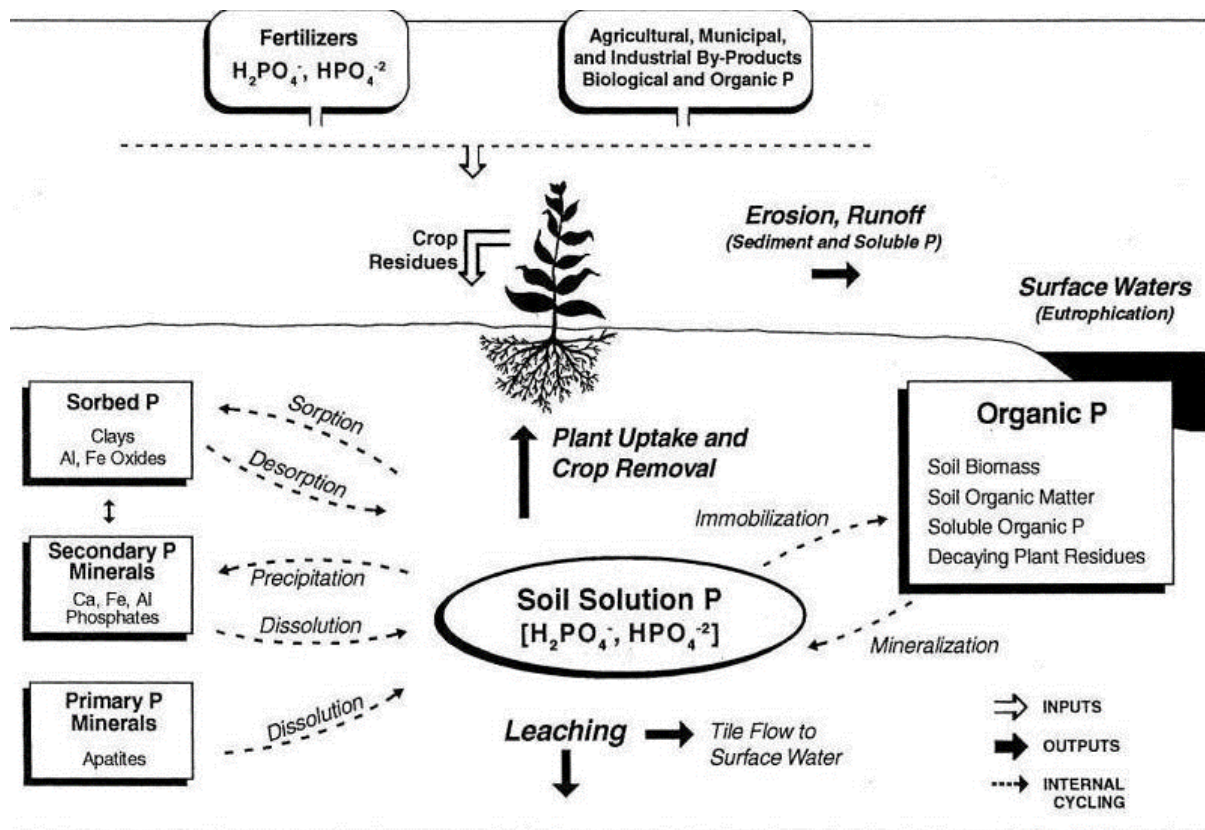 Fertilizers
H₂PO₄⁻, HPO₄⁻²
Agricultural, Municipal,
and Industrial By-Products
Biological and Organic P
Crop
Residues
Erosion, Runoff
(Sediment and Soluble P)
Surface Waters
(Eutrophication)
Sorbed P
Clays
Al, Fe Oxides
Sorption
Desorption
Plant Uptake and
Crop Removal
Organic P
Soil Biomass
Soil Organic Matter
Soluble Organic P
Decaying Plant Residues
Immobilization
Secondary P
Minerals
Ca, Fe, Al
Phosphates
Precipitation
Dissolution
Soil Solution P
[H₂PO₄⁻, HPO₄⁻²]
Mineralization
Primary P
Minerals
Apatites
Dissolution
Leaching
Tile Flow to
Surface Water
INPUTS
OUTPUTS
INTERNAL
CYCLING